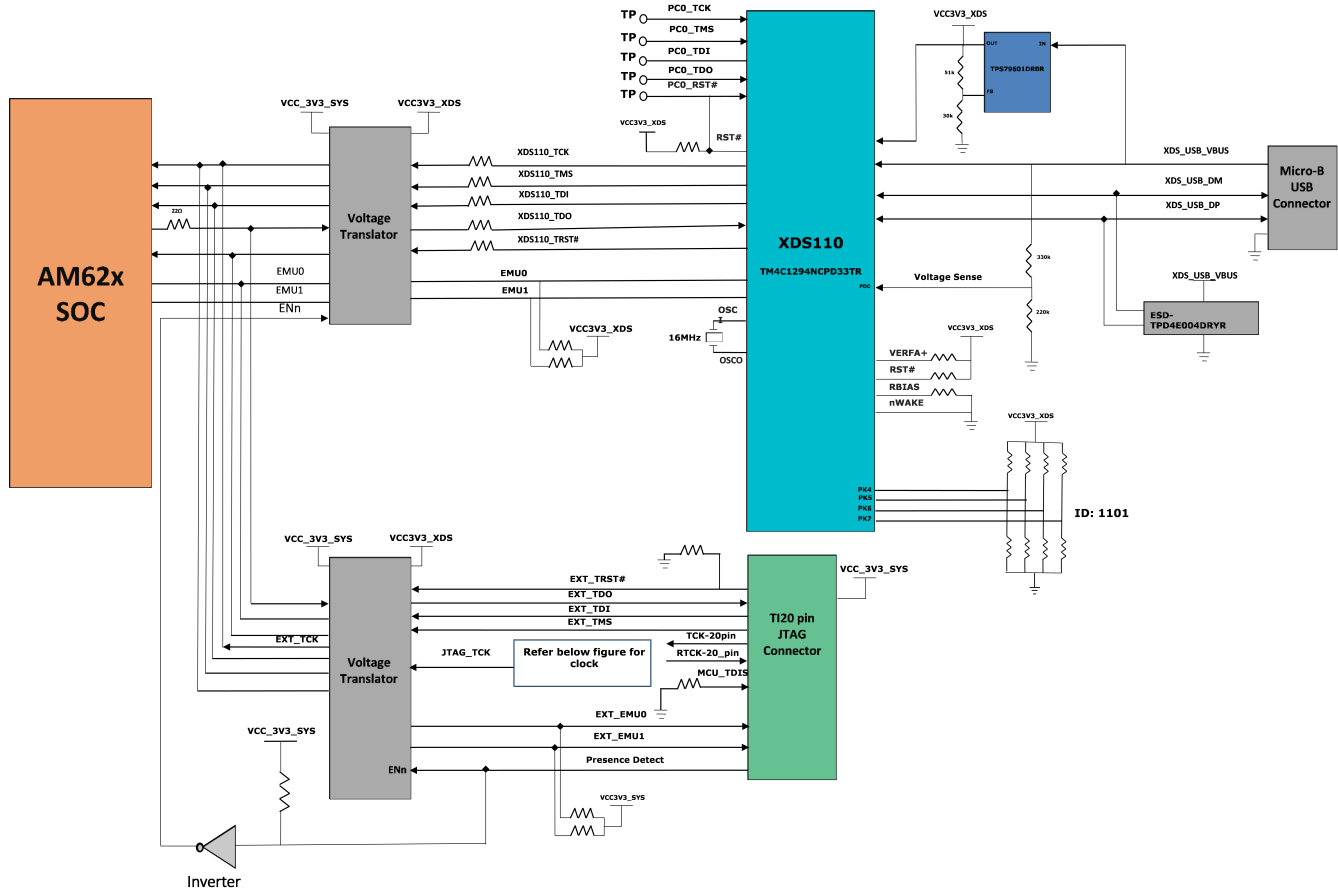 TP
PC0_TCK
TP
PC0_TMS
TP
PC0_TDI
TP
PC0_TDO
TP
PC0_RST#
VCC3V3_XDS
RST#
VCC3V3_XDS
OUT
IN
TPS79601DRBR
FB
51k
30k
VCC_3V3_SYS
VCC3V3_XDS
XDS110_TCK
XDS110_TMS
XDS110_TDI
XDS110_TDO
XDS110_TRST#
22Ω
Voltage
Translator
AM62x
SOC
EMU0
EMU1
ENn
EMU0
EMU1
VCC3V3_XDS
OSC
I
16MHz
OSCO
XDS110
TM4C1294NCPD33TR
XDS_USB_VBUS
XDS_USB_DM
XDS_USB_DP
Micro-B
USB
Connector
330k
Voltage Sense
PD0
220k
XDS_USB_VBUS
ESD-
TPD4E004DRYR
VCC3V3_XDS
VERFA+
RST#
RBIAS
nWAKE
VCC3V3_XDS
PK4
PK5
PK6
PK7
ID: 1101
VCC_3V3_SYS
VCC3V3_XDS
EXT_TRST#
EXT_TDO
EXT_TDI
EXT_TMS
VCC_3V3_SYS
TI20 pin
JTAG
Connector
EXT_TCK
Voltage
Translator
JTAG_TCK
Refer below figure for
clock
TCK-20pin
RTCK-20_pin
MCU_TDIS
EXT_EMU0
EXT_EMU1
Presence Detect
ENn
VCC_3V3_SYS
VCC3V3_SYS
Inverter